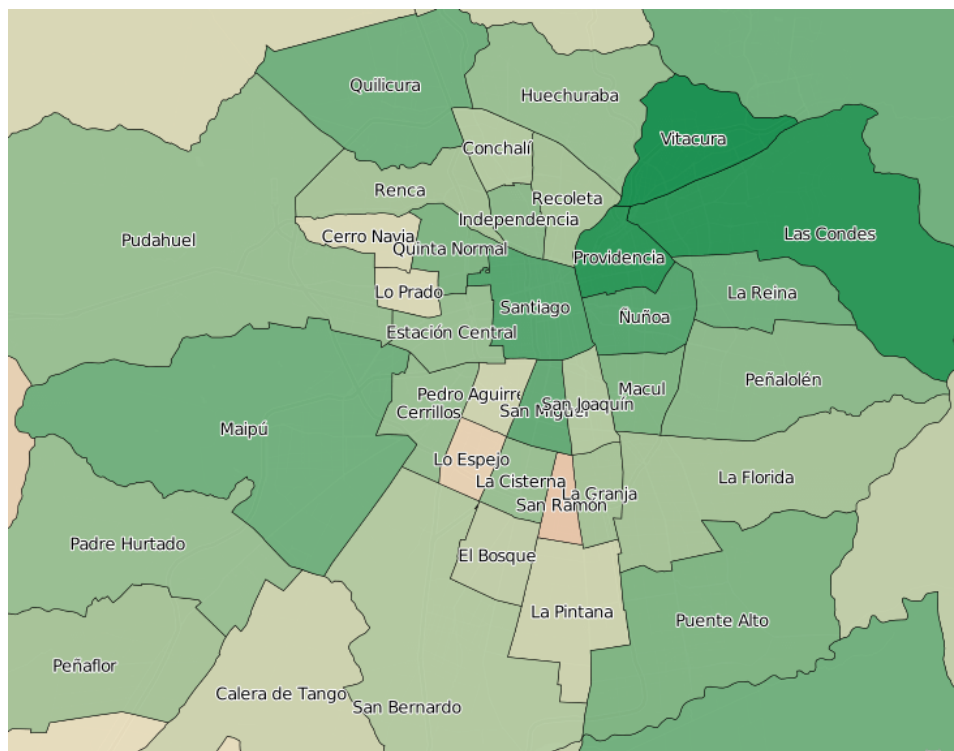 Quilicura
Huechuraba
Vitacura
Conchalí
Renca
Recoleta
Independencia
Cerro Navia
Pudahuel
Las Condes
Quinta Normal
Providencia
Lo Prado
La Reina
Santiago
Ñuñoa
Estación Central
Peñalolén
Macul
Pedro Aguirre
San Joaquín
Cerrillos
San Miguel
Maipú
Lo Espejo
La Florida
La Cisterna
La Granja
San Ramón
Padre Hurtado
El Bosque
La Pintana
Puente Alto
Peñaflor
Calera de Tango
San Bernardo